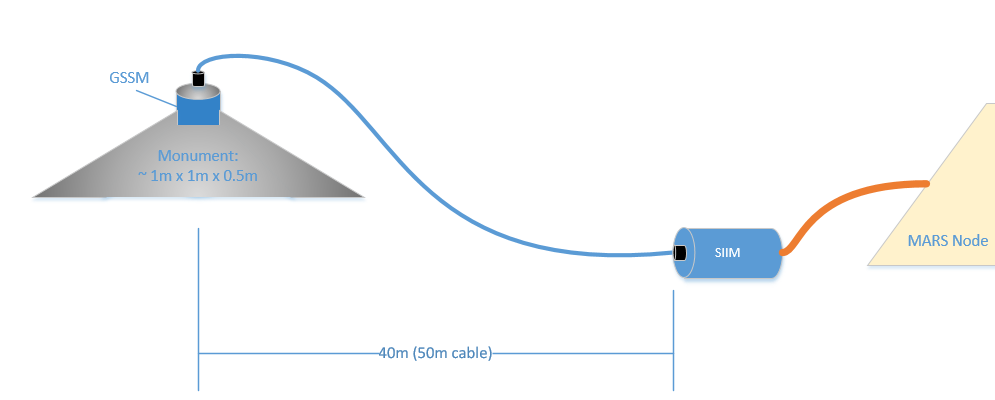 GSSM
Monument:
~ 1m x 1m x 0.5m
SIIM
MARS Node
40m (50m cable)